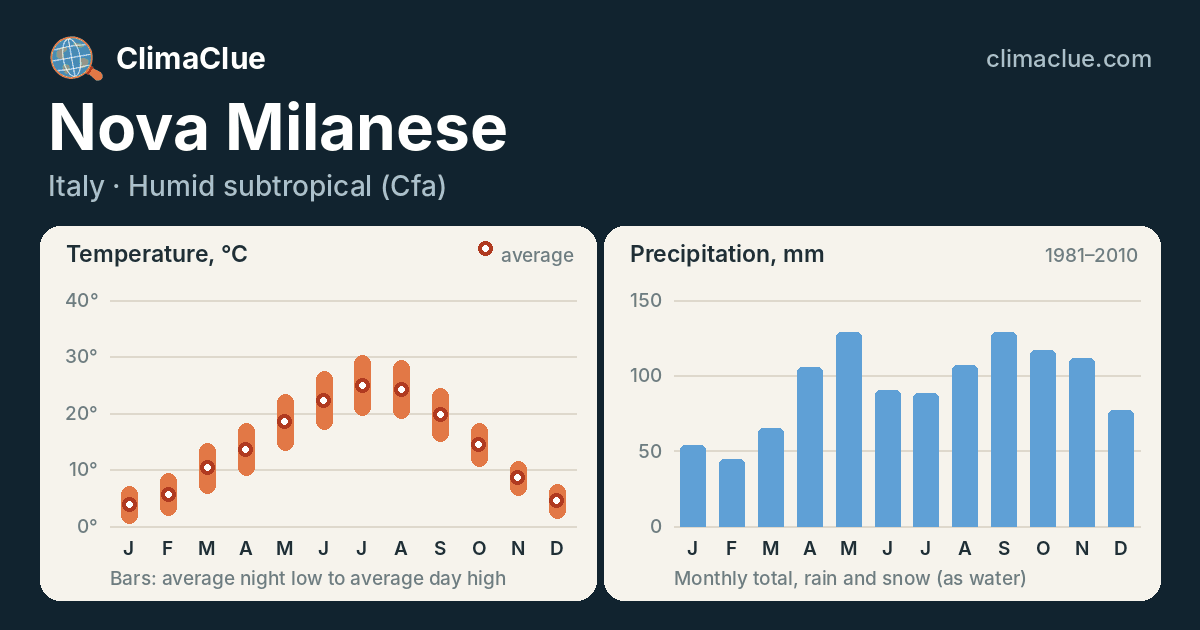 ClimaClue
climaclue.com
Nova Milanese
Italy · Humid subtropical (Cfa)
Temperature, °C
average
40°
30°
20°
10°
0°
J F M A M J J A S O N D
Bars: average night low to average day high
Precipitation, mm
1981–2010
150
100
50
0
J F M A M J J A S O N D
Monthly total, rain and snow (as water)